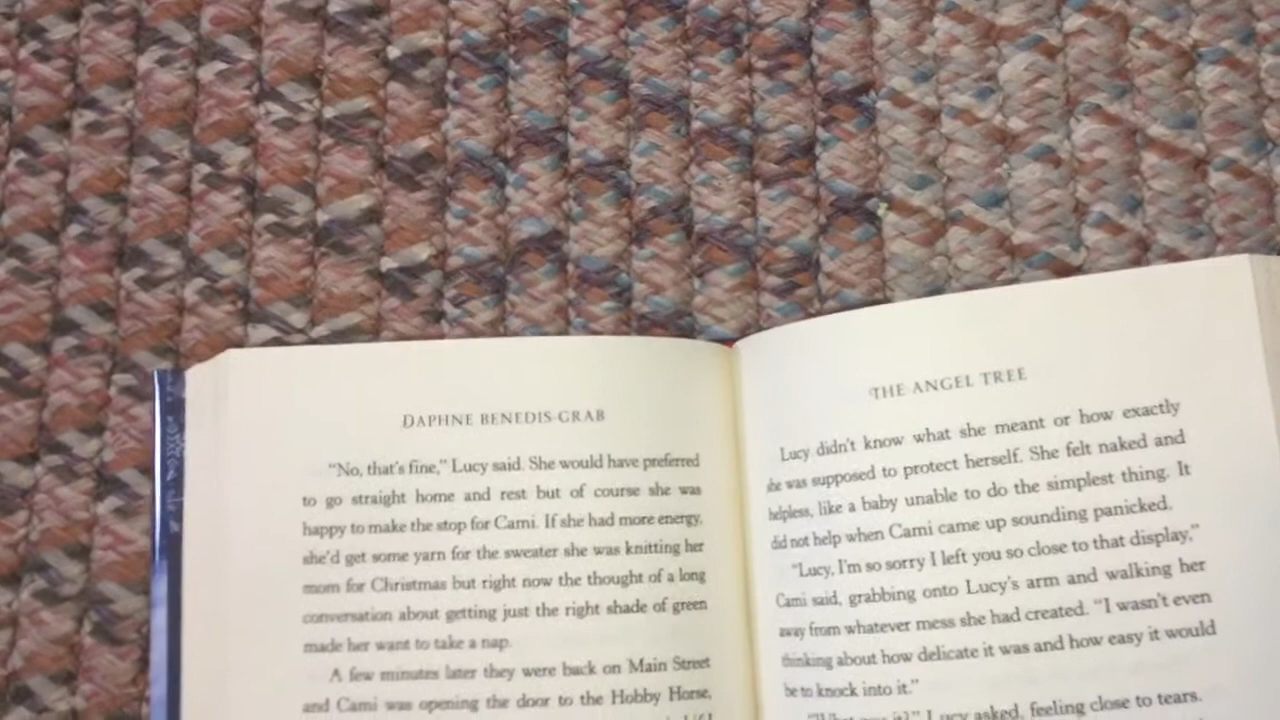 DAPHNE BENEDIS-GRAB
"No, that's fine," Lucy said. She would have preferred
to go straight home and rest but of course she was
happy to make the stop for Cami. If she had more energy,
she'd get some yarn for the sweater she was knitting her
mom for Christmas but right now the thought of a long
conversation about getting just the right shade of green
made her want to take a nap.
A few minutes later they were back on Main Street
and Cami was opening the door to the Hobby Horse,
THE ANGEL TREE
Lucy didn't know what she meant or how exactly
she was supposed to protect herself. She felt naked and
helpless, like a baby unable to do the simplest thing. It
did not help when Cami came up sounding panicked.
"Lucy, I'm so sorry I left you so close to that display,"
Cami said, grabbing onto Lucy's arm and walking her
away from whatever mess she had created. "I wasn't even
thinking about how delicate it was and how easy it would
be to knock into it."
"What was it?" Lucy asked, feeling close to tears.